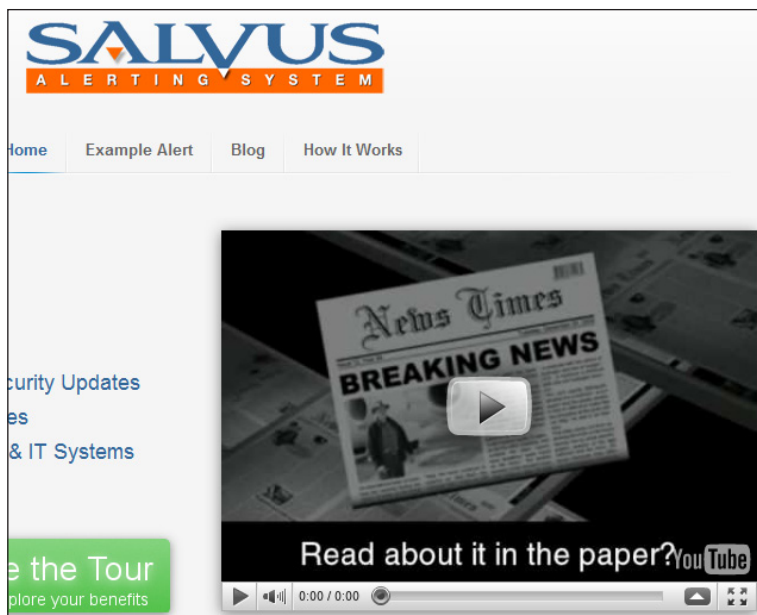 SALVUS
ALERTING SYSTEM
Home
Example Alert
Blog
How It Works
News Times
BREAKING NEWS
curity Updates
es
& IT Systems
e the Tour
plore your benefits
Read about it in the paper?
YouTube
0:00 / 0:00